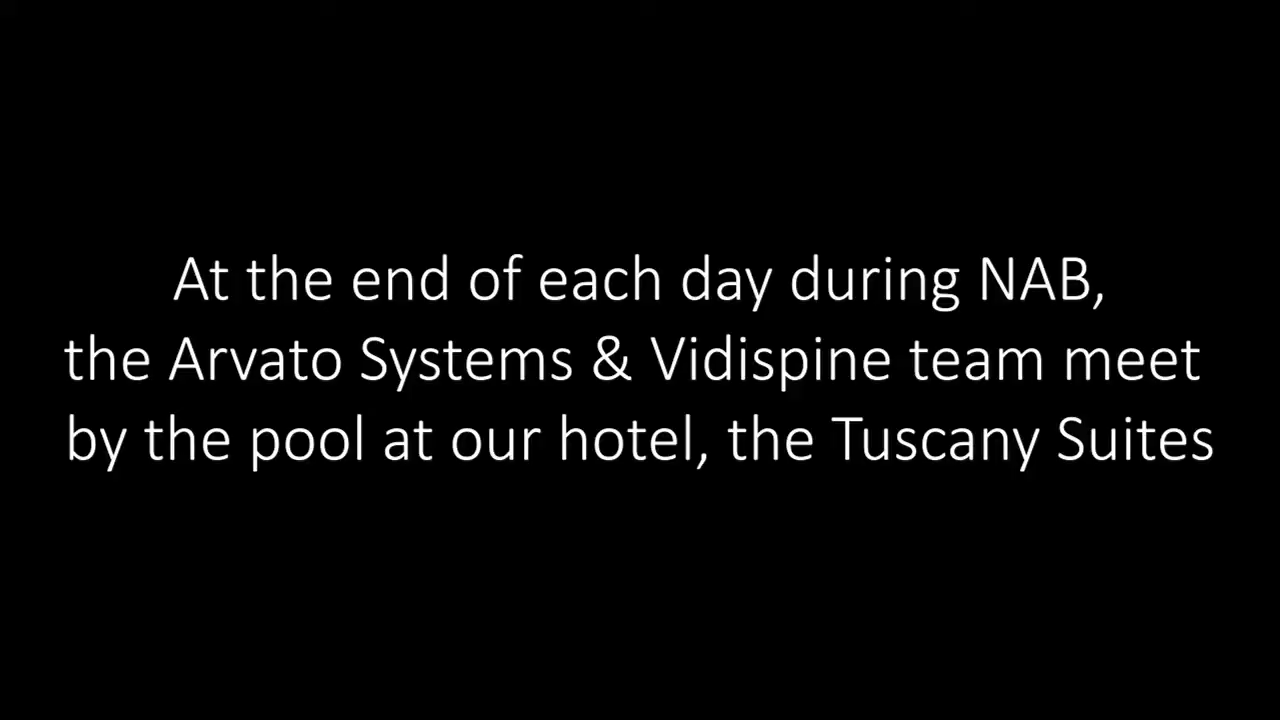 At the end of each day during NAB,
the Arvato Systems & Vidispine team meet
by the pool at our hotel, the Tuscany Suites